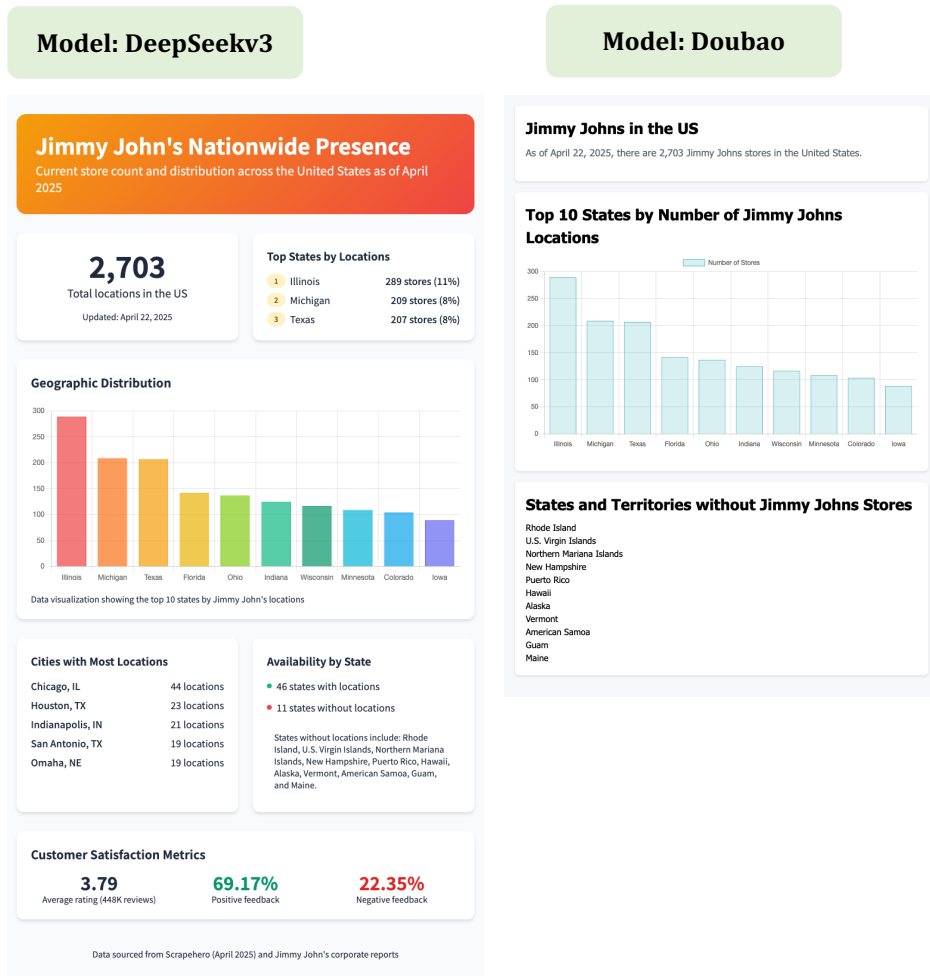 Model: DeepSeekv3
Jimmy John's Nationwide Presence
Current store count and distribution across the United States as of April
2025
2,703
Total locations in the US
Updated: April 22, 2025
Top States by Locations
1 Illinois 289 stores (11%)
2 Michigan 209 stores (8%)
3 Texas 207 stores (8%)
Geographic Distribution
300
250
200
150
100
50
0
Illinois Michigan Texas Florida Ohio Indiana Wisconsin Minnesota Colorado Iowa
Data visualization showing the top 10 states by Jimmy John's locations
Cities with Most Locations
Chicago, IL 44 locations
Houston, TX 23 locations
Indianapolis, IN 21 locations
San Antonio, TX 19 locations
Omaha, NE 19 locations
Availability by State
46 states with locations
11 states without locations
States without locations include: Rhode
Island, U.S. Virgin Islands, Northern Mariana
Islands, New Hampshire, Puerto Rico, Hawaii,
Alaska, Vermont, American Samoa, Guam,
and Maine.
Customer Satisfaction Metrics
3.79 69.17% 22.35%
Average rating (448K reviews) Positive feedback Negative feedback
Data sourced from Scrapehero (April 2025) and Jimmy John's corporate reports
Model: Doubao
Jimmy Johns in the US
As of April 22, 2025, there are 2,703 Jimmy Johns stores in the United States.
Top 10 States by Number of Jimmy Johns
Locations
Number of Stores
300
250
200
150
100
50
0
Illinois Michigan Texas Florida Ohio Indiana Wisconsin Minnesota Colorado Iowa
States and Territories without Jimmy Johns Stores
Rhode Island
U.S. Virgin Islands
Northern Mariana Islands
New Hampshire
Puerto Rico
Hawaii
Alaska
Vermont
American Samoa
Guam
Maine